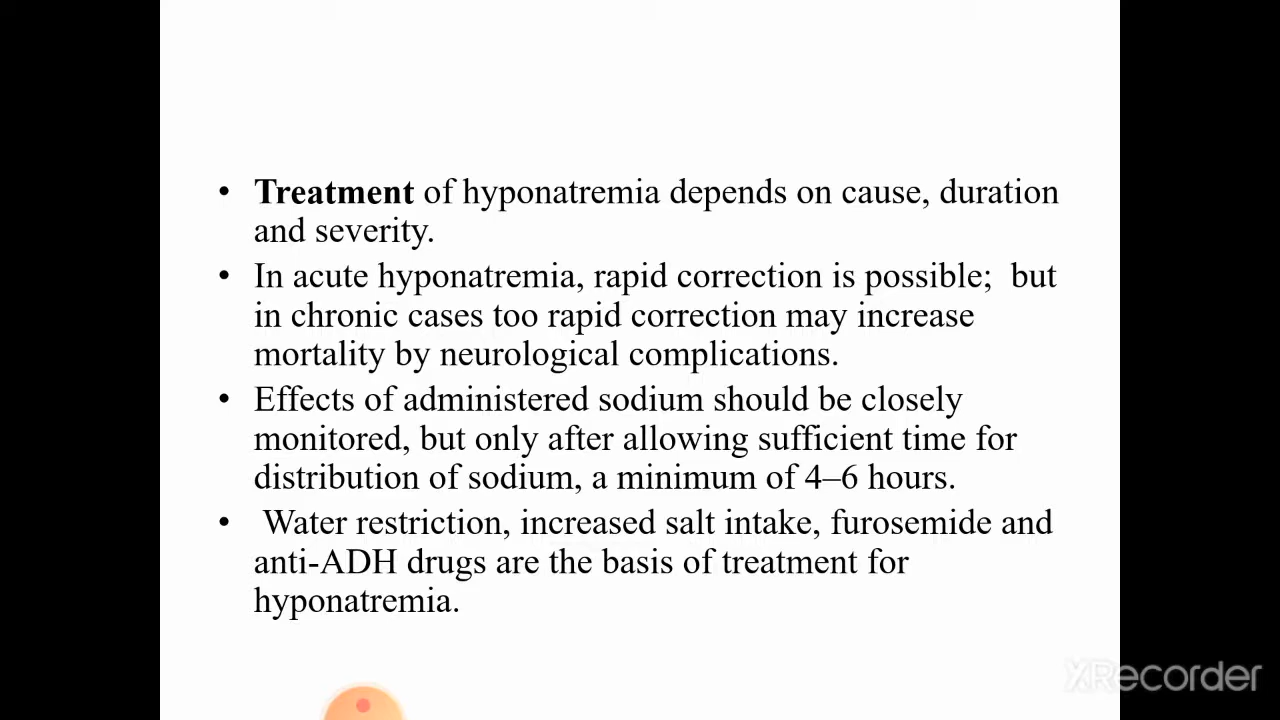 • Treatment of hyponatremia depends on cause, duration
and severity.
• In acute hyponatremia, rapid correction is possible;  but
in chronic cases too rapid correction may increase
mortality by neurological complications.
• Effects of administered sodium should be closely
monitored, but only after allowing sufficient time for
distribution of sodium, a minimum of 4–6 hours.
•  Water restriction, increased salt intake, furosemide and
anti-ADH drugs are the basis of treatment for
hyponatremia.
XRecorder